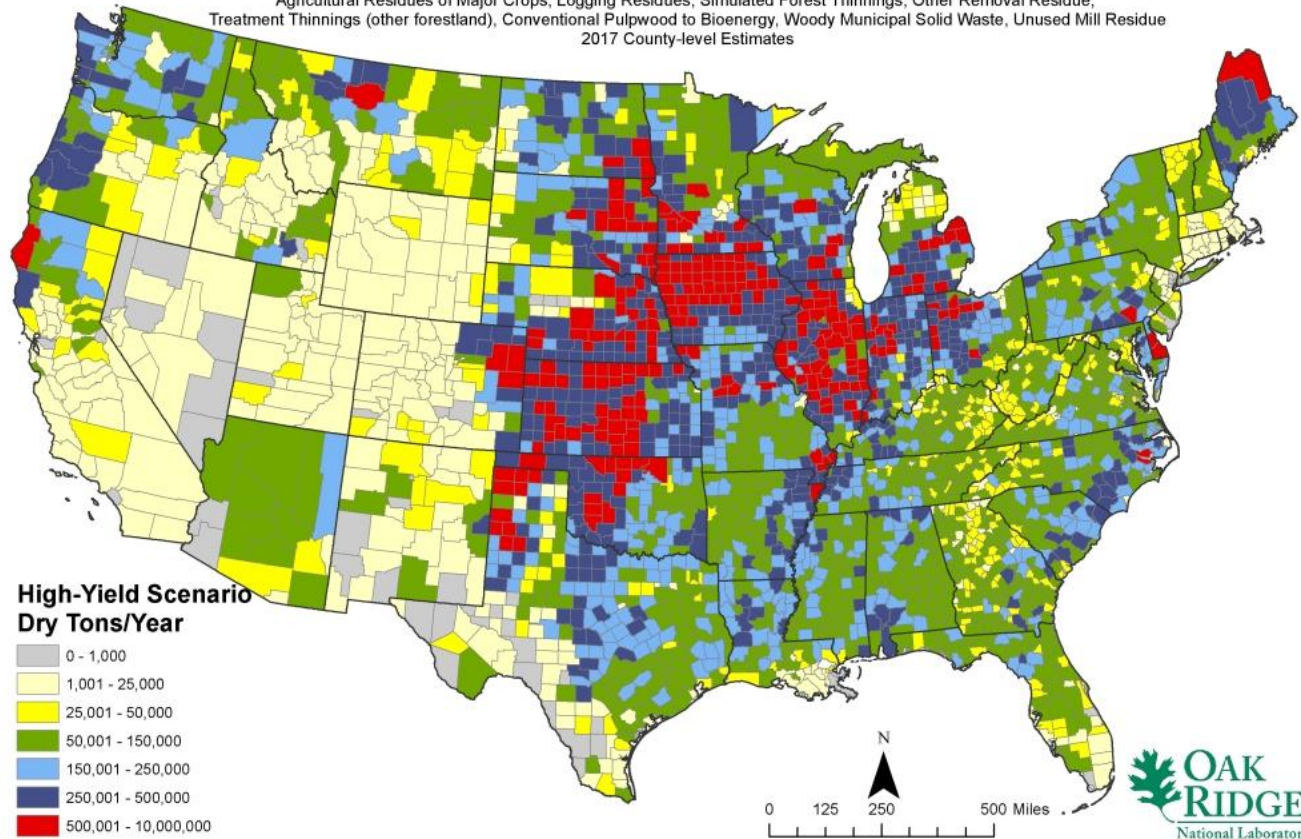 Agricultural Residues of Major Crops, Logging Residues, Simulated Forest Thinnings, Other Removal Residue,
Treatment Thinnings (other forestland), Conventional Pulpwood to Bioenergy, Woody Municipal Solid Waste, Unused Mill Residue
2017 County-level Estimates
High-Yield Scenario
Dry Tons/Year
0 - 1,000
1,001 - 25,000
25,001 - 50,000
50,001 - 150,000
150,001 - 250,000
250,001 - 500,000
500,001 - 10,000,000
N
0 125 250 500 Miles
OAK
RIDGE
National Laborator